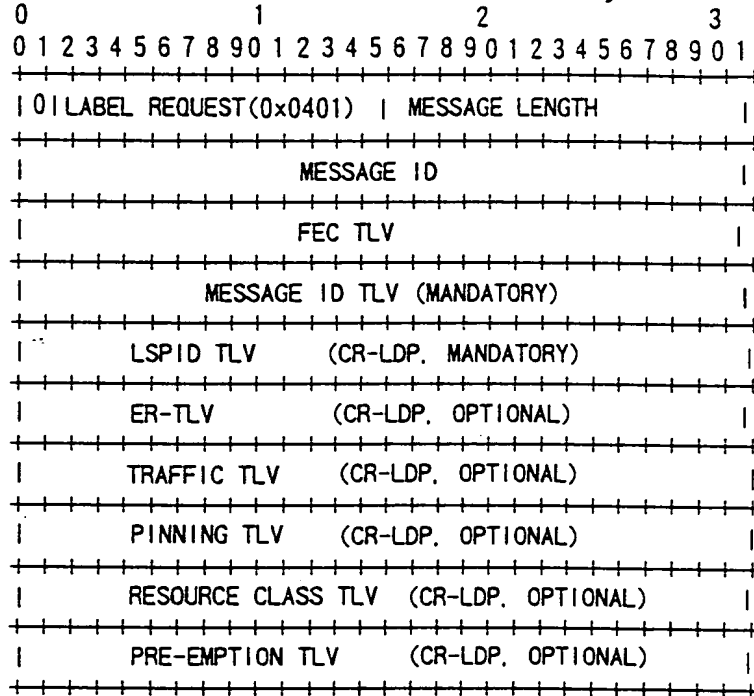 0 1 2 3
0 1 2 3 4 5 6 7 8 9 0 1 2 3 4 5 6 7 8 9 0 1 2 3 4 5 6 7 8 9 0 1
|0|LABEL REQUEST(0x0401) | MESSAGE LENGTH |
| MESSAGE ID |
| FEC TLV |
| MESSAGE ID TLV (MANDATORY) |
| LSPID TLV (CR-LDP, MANDATORY) |
| ER-TLV (CR-LDP, OPTIONAL) |
| TRAFFIC TLV (CR-LDP, OPTIONAL) |
| PINNING TLV (CR-LDP, OPTIONAL) |
| RESOURCE CLASS TLV (CR-LDP, OPTIONAL) |
| PRE-EMPTION TLV (CR-LDP, OPTIONAL) |